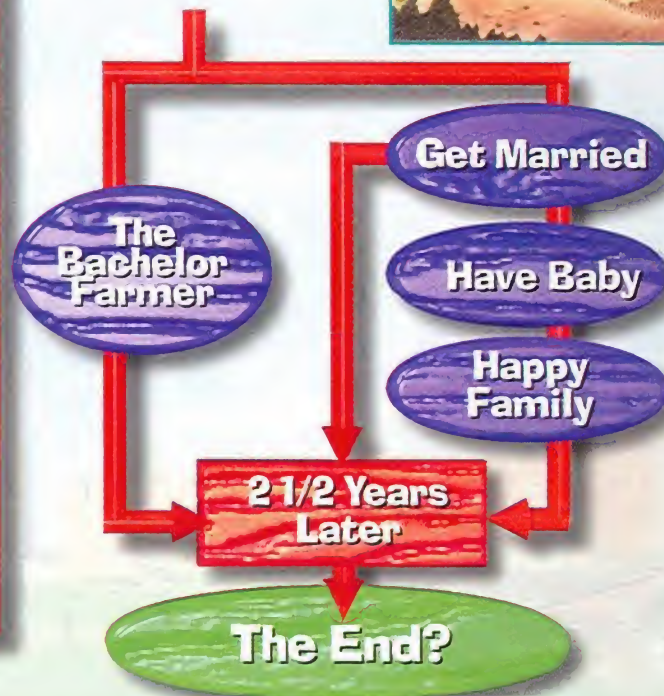 Get Married
The
Bachelor
Farmer
Have Baby
Happy
Family
2 1/2 Years
Later
The End?